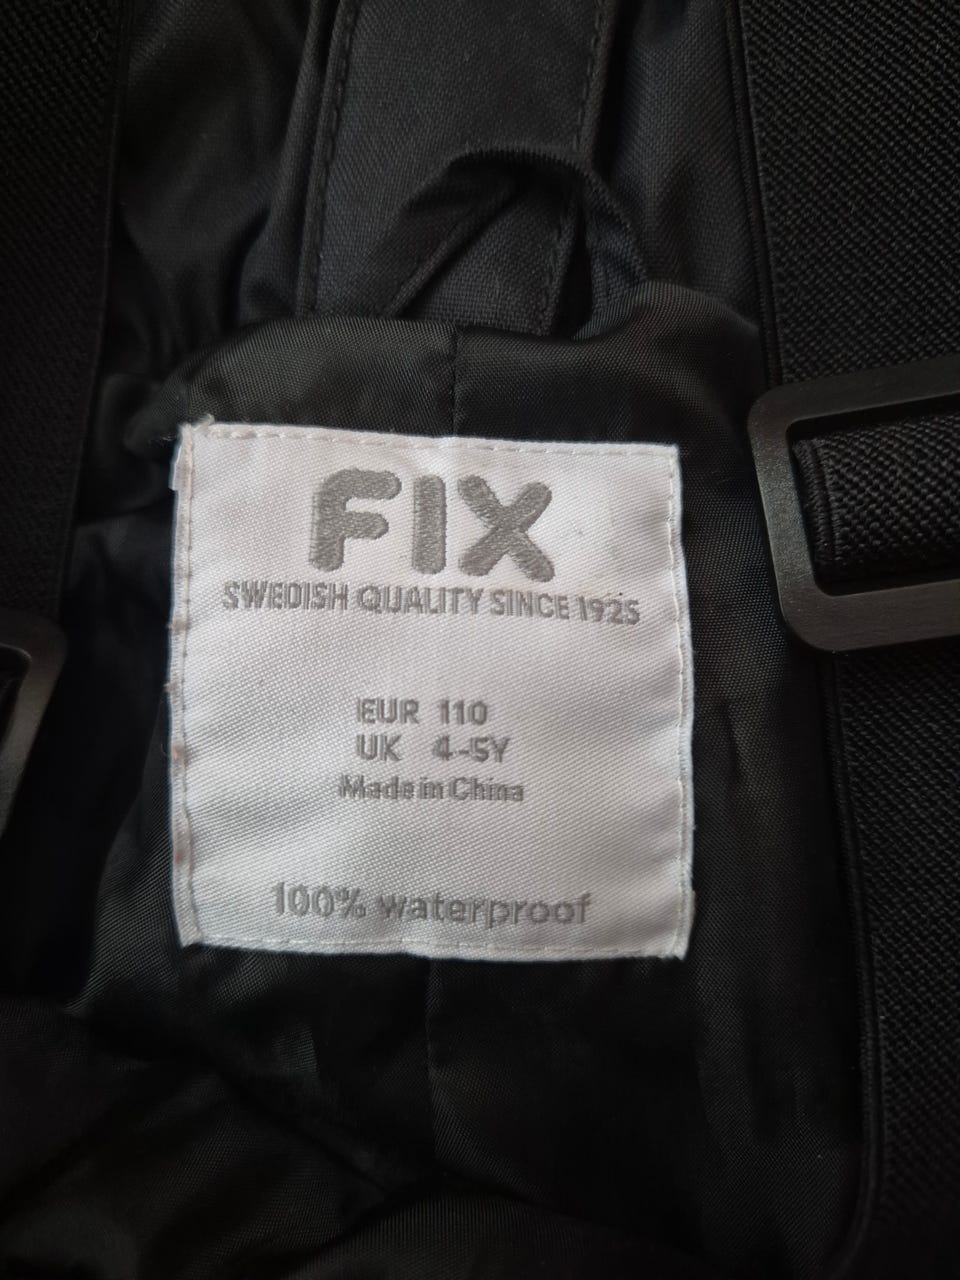 FIX
SWEDISH QUALITY SINCE 1925
EUR 110
UK 4-5Y
Made in China
100% waterproof